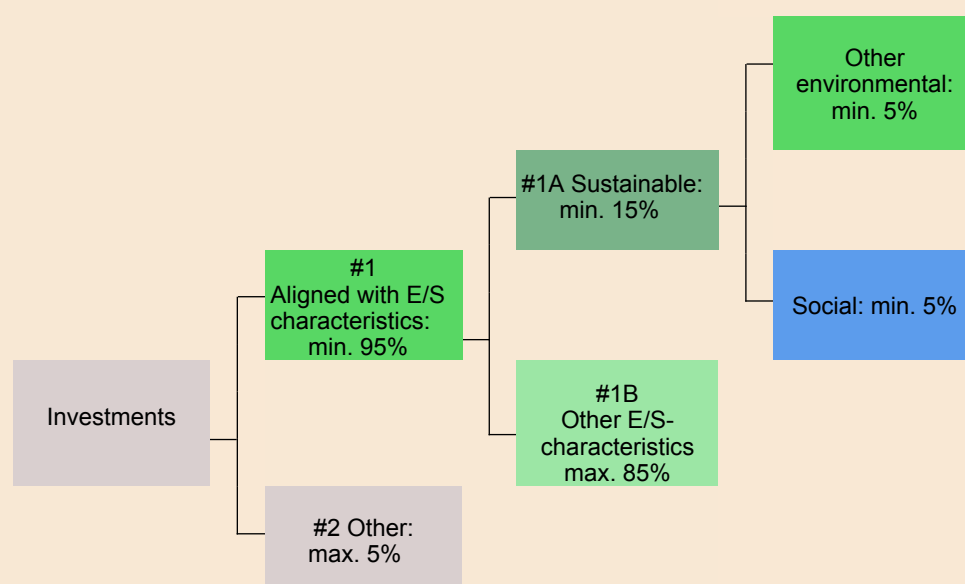 Investments
#1
Aligned with E/S
characteristics:
min. 95%
#2 Other:
max. 5%
#1A Sustainable:
min. 15%
#1B
Other E/S-
characteristics
max. 85%
Other
environmental:
min. 5%
Social: min. 5%